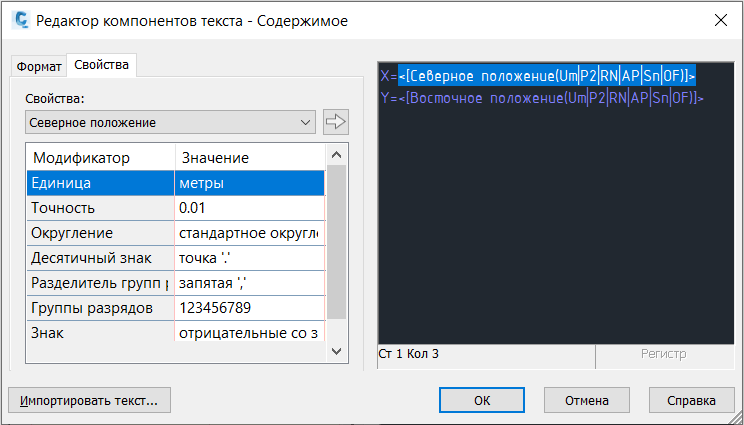 Редактор компонентов текста - Содержимое
Формат
Свойства
Свойства:
Северное положение
Модификатор Значение
Единица метры
Точность 0.01
Округление стандартное округле
Десятичный знак точка '.'
Разделитель групп р запятая ','
Группы разрядов 123456789
Знак отрицательные со з
X=<[Северное положение(Um|P2|RN|AP|Sn|OF)]>
Y=<[Восточное положение(Um|P2|RN|AP|Sn|OF)]>
Ст 1 Кол 3
Регистр
Импортировать текст...
ОК
Отмена
Справка